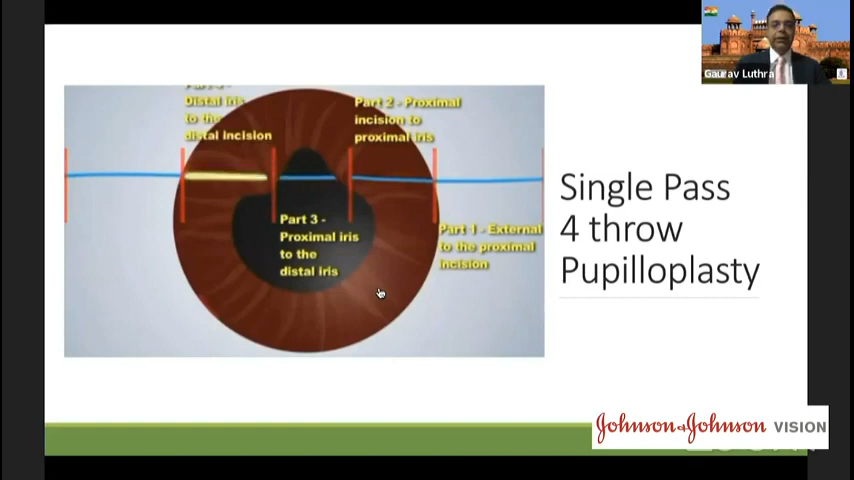 Distal iris
to the
distal incision
Part 2 - Proximal
incision to
proximal iris
Part 3 -
Proximal iris
to the
distal iris
Part 1 - External
to the proximal
incision
Single Pass
4 throw
Pupilloplasty
Gaurav Luthra
Johnson & Johnson VISION